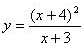 y = (x+4)² / (x+3)